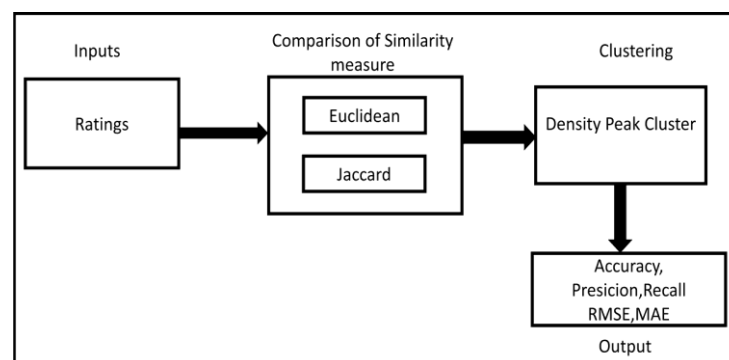 Inputs
Ratings
Comparison of Similarity
measure
Euclidean
Jaccard
Clustering
Density Peak Cluster
Accuracy,
Presicion,Recall
RMSE,MAE
Output